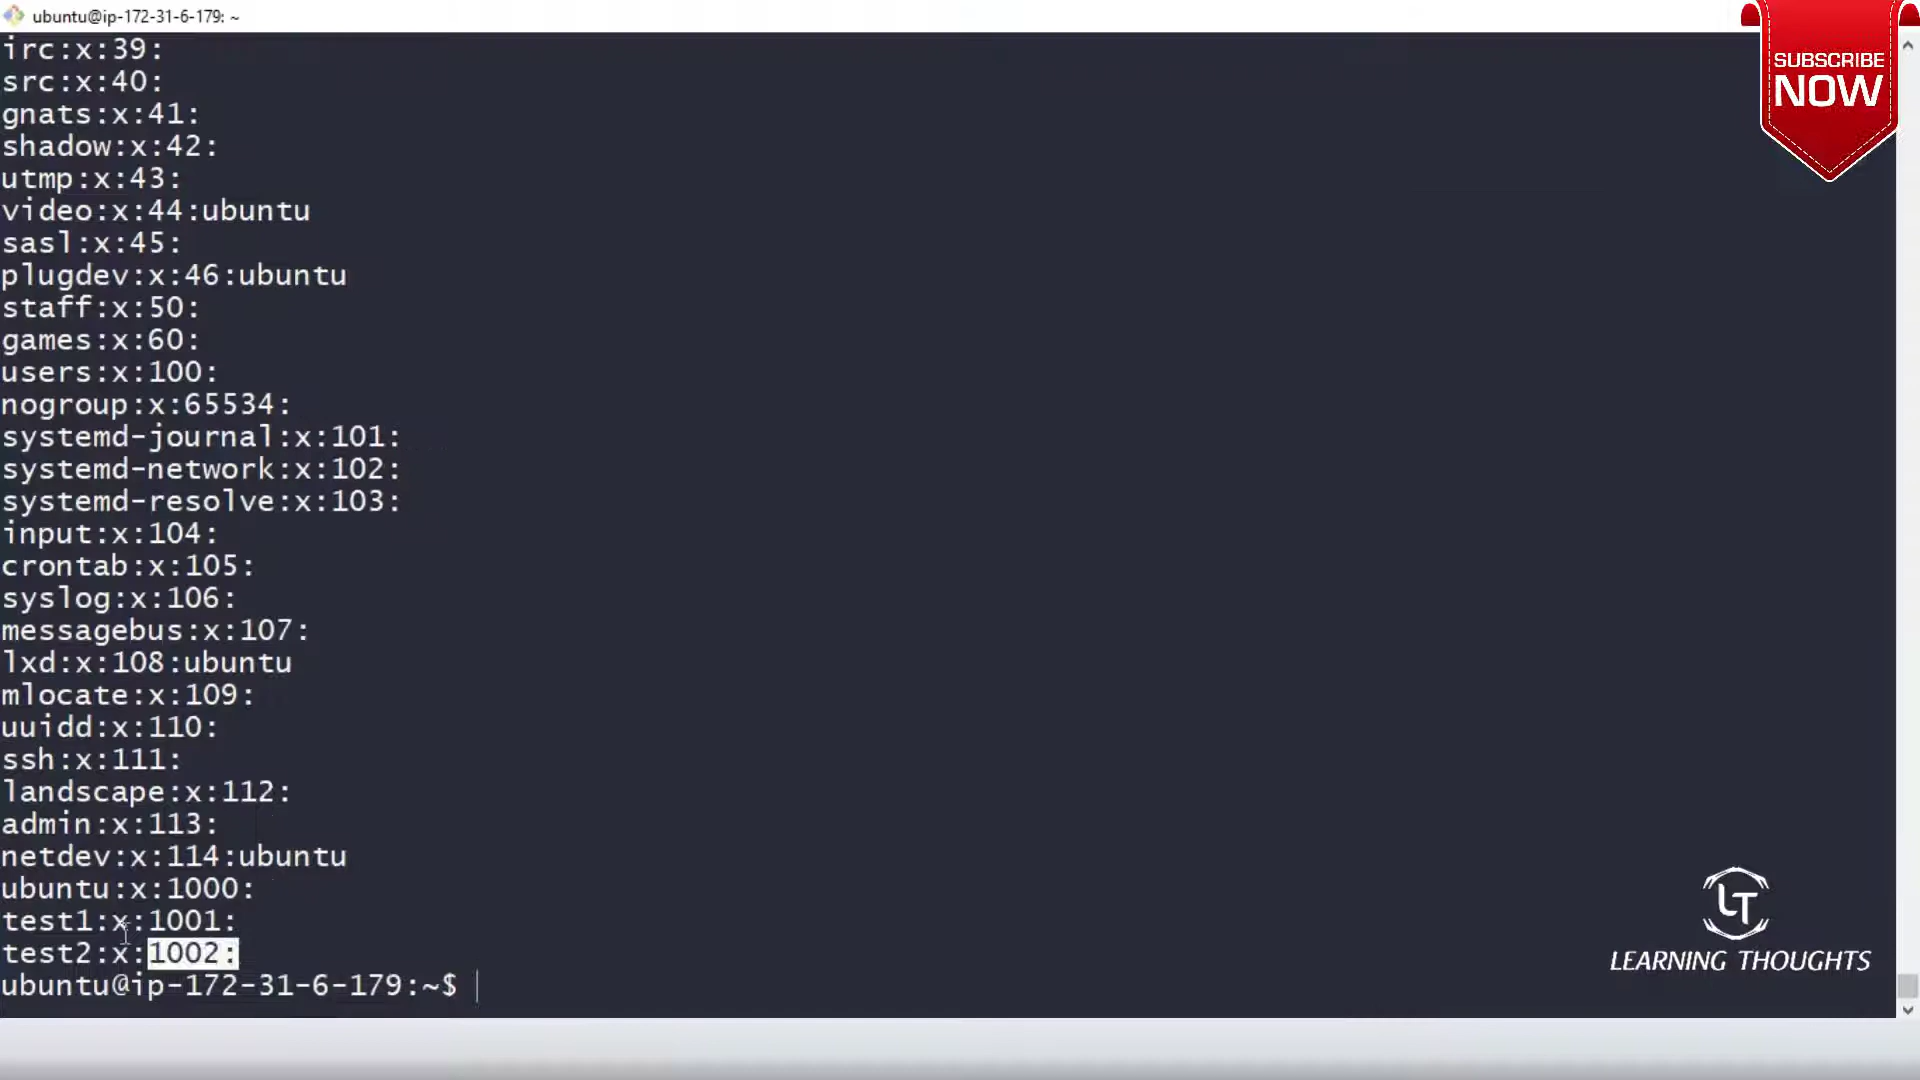 ubuntu@ip-172-31-6-179: ~
irc:x:39:
src:x:40:
gnats:x:41:
shadow:x:42:
utmp:x:43:
video:x:44:ubuntu
sasl:x:45:
plugdev:x:46:ubuntu
staff:x:50:
games:x:60:
users:x:100:
nogroup:x:65534:
systemd-journal:x:101:
systemd-network:x:102:
systemd-resolve:x:103:
input:x:104:
crontab:x:105:
syslog:x:106:
messagebus:x:107:
lxd:x:108:ubuntu
mlocate:x:109:
uuidd:x:110:
ssh:x:111:
landscape:x:112:
admin:x:113:
netdev:x:114:ubuntu
ubuntu:x:1000:
test1:x:1001:
test2:x:1002:
ubuntu@ip-172-31-6-179:~$
SUBSCRIBE
NOW
LT
LEARNING THOUGHTS